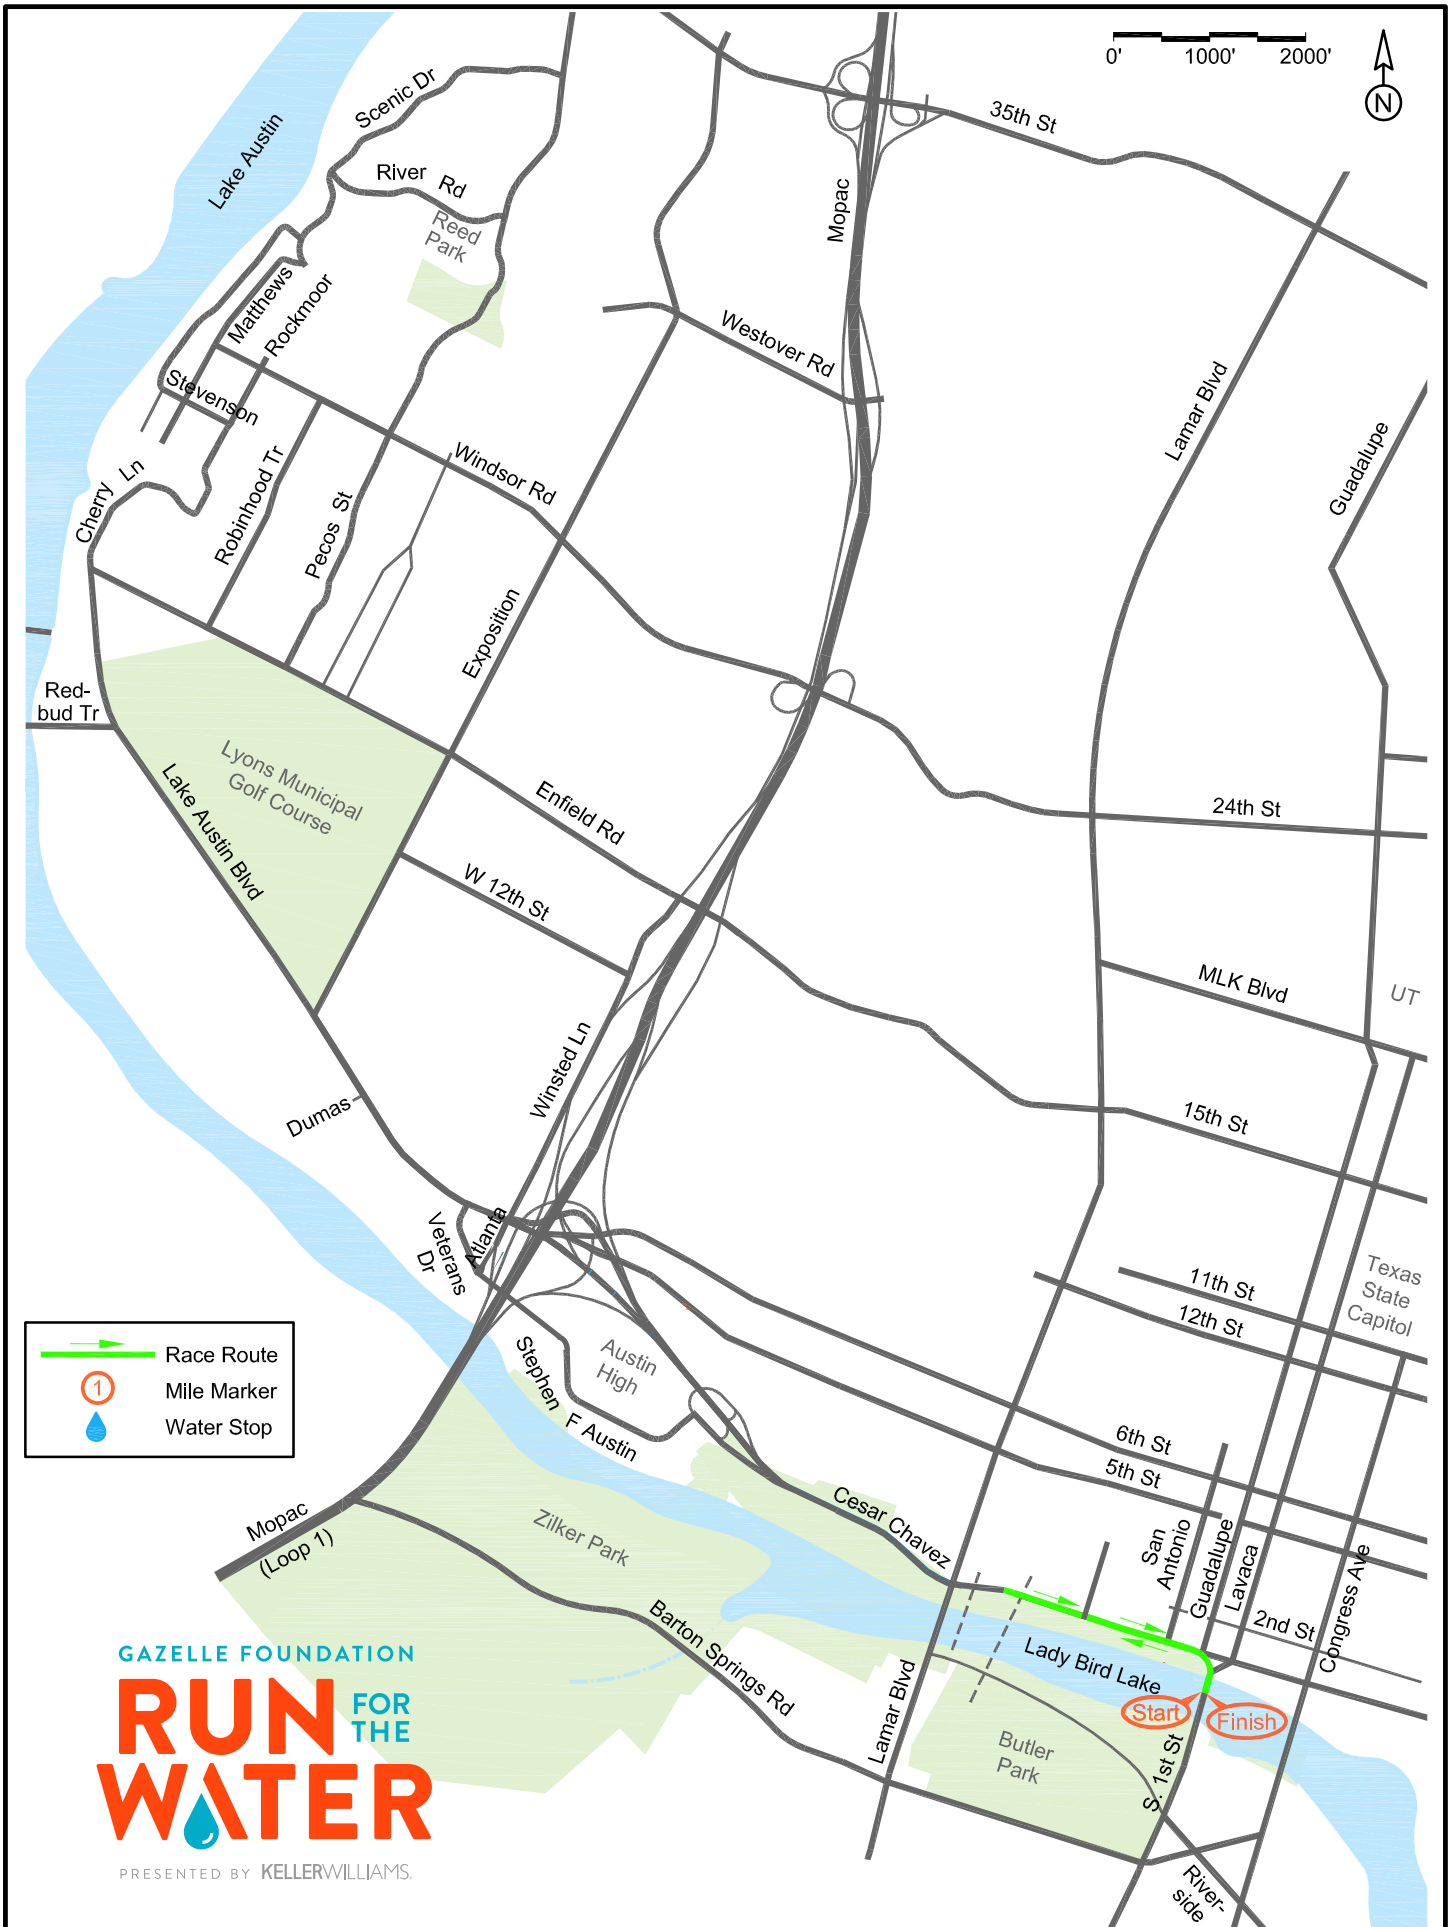 0' 1000' 2000'
N
35th St
Scenic Dr
Lake Austin
River Rd
Reed
Park
Mopac
Matthews
Rockmoor
Westover Rd
Stevenson
Lamar Blvd
Guadalupe
Cherry Ln
Robinhood Tr
Pecos St
Windsor Rd
Exposition
Red-
bud Tr
Lyons Municipal
Golf Course
Lake Austin Blvd
Enfield Rd
24th St
W 12th St
MLK Blvd
UT
Winsted Ln
Dumas
15th St
Veterans
Dr
Atlanta
11th St
12th St
Texas
State
Capitol
Race Route
1
Mile Marker
Water Stop
Austin
High
Stephen F Austin
6th St
5th St
Cesar Chavez
Mopac
(Loop 1)
Zilker Park
San
Antonio
Guadalupe
Lavaca
Congress Ave
2nd St
Barton Springs Rd
Lady Bird Lake
Lamar Blvd
Start
Finish
Butler
Park
S. 1st St
River-
side
GAZELLE FOUNDATION
RUN FOR
THE
WATER
PRESENTED BY KELLERWILLIAMS.